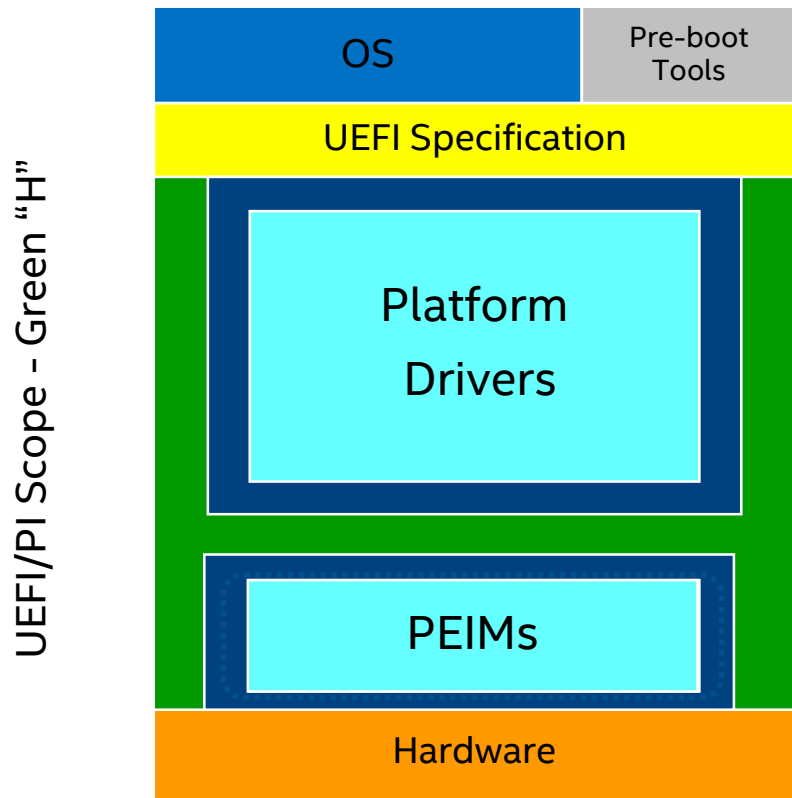 OS
Pre-boot
Tools
UEFI Specification
UEFI/PI Scope - Green “H”
Platform
Drivers
PEIMs
Hardware